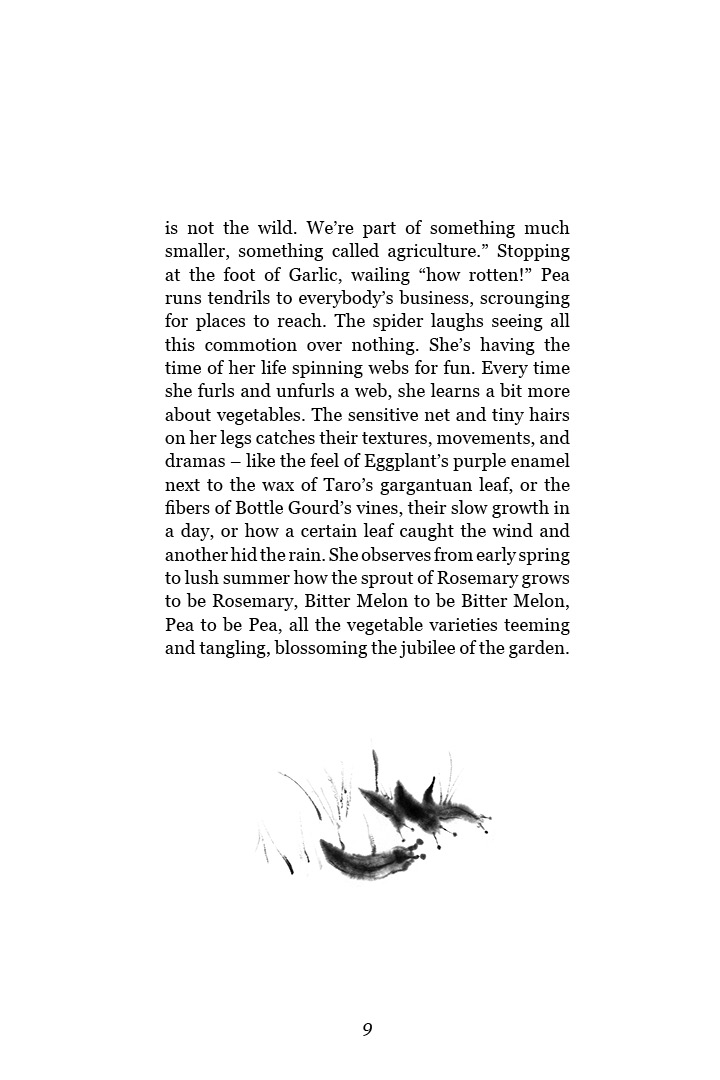 is not the wild. We’re part of something much
smaller, something called agriculture.” Stopping
at the foot of Garlic, wailing “how rotten!” Pea
runs tendrils to everybody’s business, scrounging
for places to reach. The spider laughs seeing all
this commotion over nothing. She’s having the
time of her life spinning webs for fun. Every time
she furls and unfurls a web, she learns a bit more
about vegetables. The sensitive net and tiny hairs
on her legs catches their textures, movements, and
dramas – like the feel of Eggplant’s purple enamel
next to the wax of Taro’s gargantuan leaf, or the
fibers of Bottle Gourd’s vines, their slow growth in
a day, or how a certain leaf caught the wind and
another hid the rain. She observes from early spring
to lush summer how the sprout of Rosemary grows
to be Rosemary, Bitter Melon to be Bitter Melon,
Pea to be Pea, all the vegetable varieties teeming
and tangling, blossoming the jubilee of the garden.
9